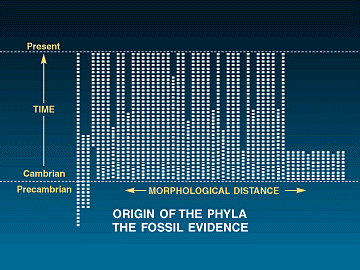 Present
TIME
Cambrian
Precambrian
MORPHOLOGICAL DISTANCE
ORIGIN OF THE PHYLA
THE FOSSIL EVIDENCE